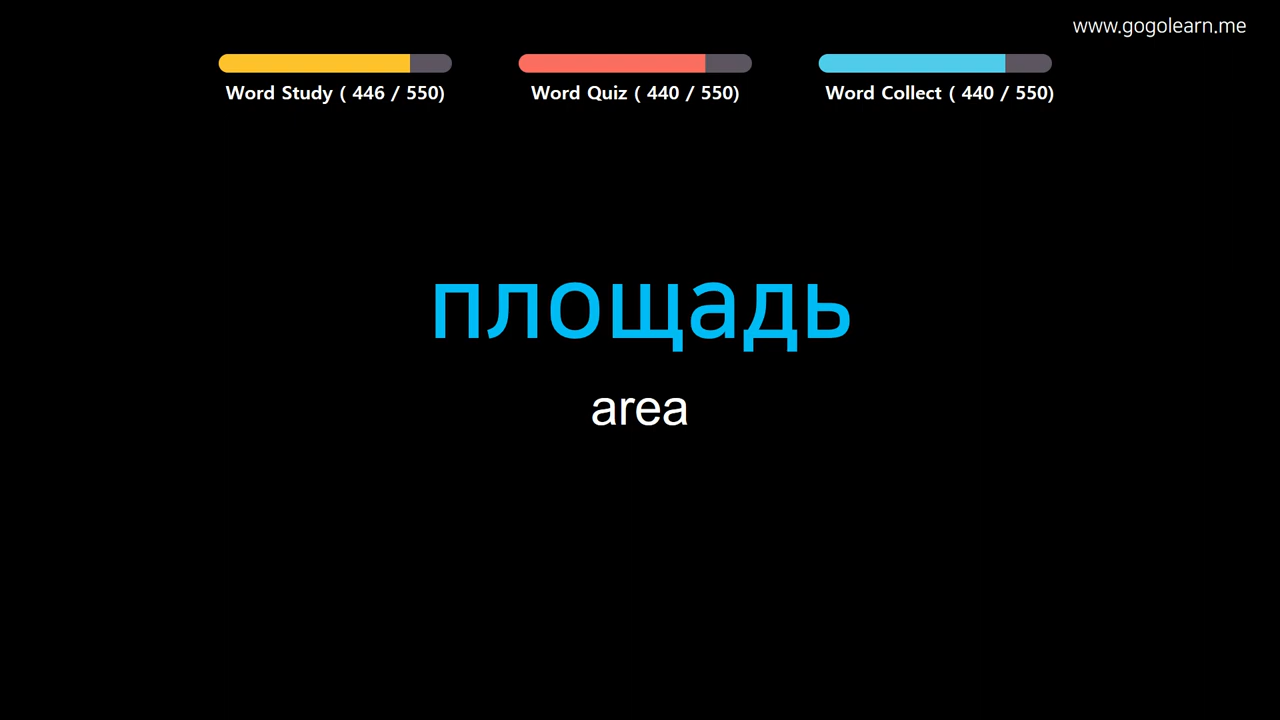 www.gogolearn.me
Word Study ( 446 / 550)
Word Quiz ( 440 / 550)
Word Collect ( 440 / 550)
площадь
area